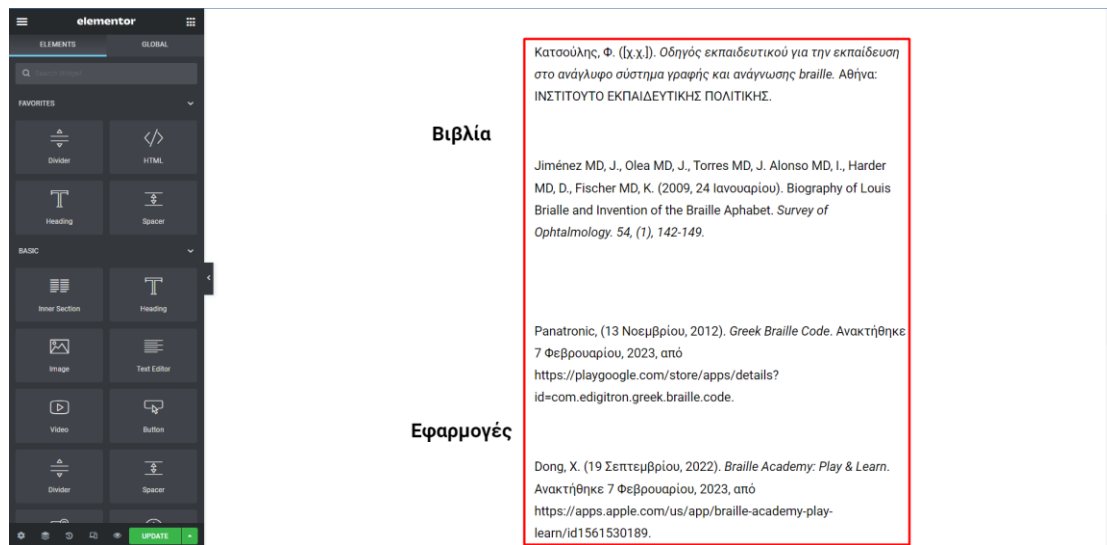 elementor
ELEMENTS GLOBAL
Search Widget...
FAVORITES
Divider HTML
Heading Spacer
BASIC
Inner Section Heading
Image Text Editor
Video Button
Divider Spacer
UPDATE
Βιβλία
Κατσούλης, Φ. ([χ.χ.]). Οδηγός εκπαιδευτικού για την εκπαίδευση
στο ανάγλυφο σύστημα γραφής και ανάγνωσης braille. Αθήνα:
ΙΝΣΤΙΤΟΥΤΟ ΕΚΠΑΙΔΕΥΤΙΚΗΣ ΠΟΛΙΤΙΚΗΣ.
Jiménez MD, J., Olea MD, J., Torres MD, J. Alonso MD, I., Harder
MD, D., Fischer MD, K. (2009, 24 Ιανουαρίου). Biography of Louis
Brialle and Invention of the Braille Aphabet. Survey of
Ophtalmology. 54, (1), 142-149.
Εφαρμογές
Panatronic, (13 Νοεμβρίου, 2012). Greek Braille Code. Ανακτήθηκε
7 Φεβρουαρίου, 2023, από
https://playgoogle.com/store/apps/details?
id=com.edigitron.greek.braille.code.
Dong, X. (19 Σεπτεμβρίου, 2022). Braille Academy: Play & Learn.
Ανακτήθηκε 7 Φεβρουαρίου, 2023, από
https://apps.apple.com/us/app/braille-academy-play-
learn/id1561530189.